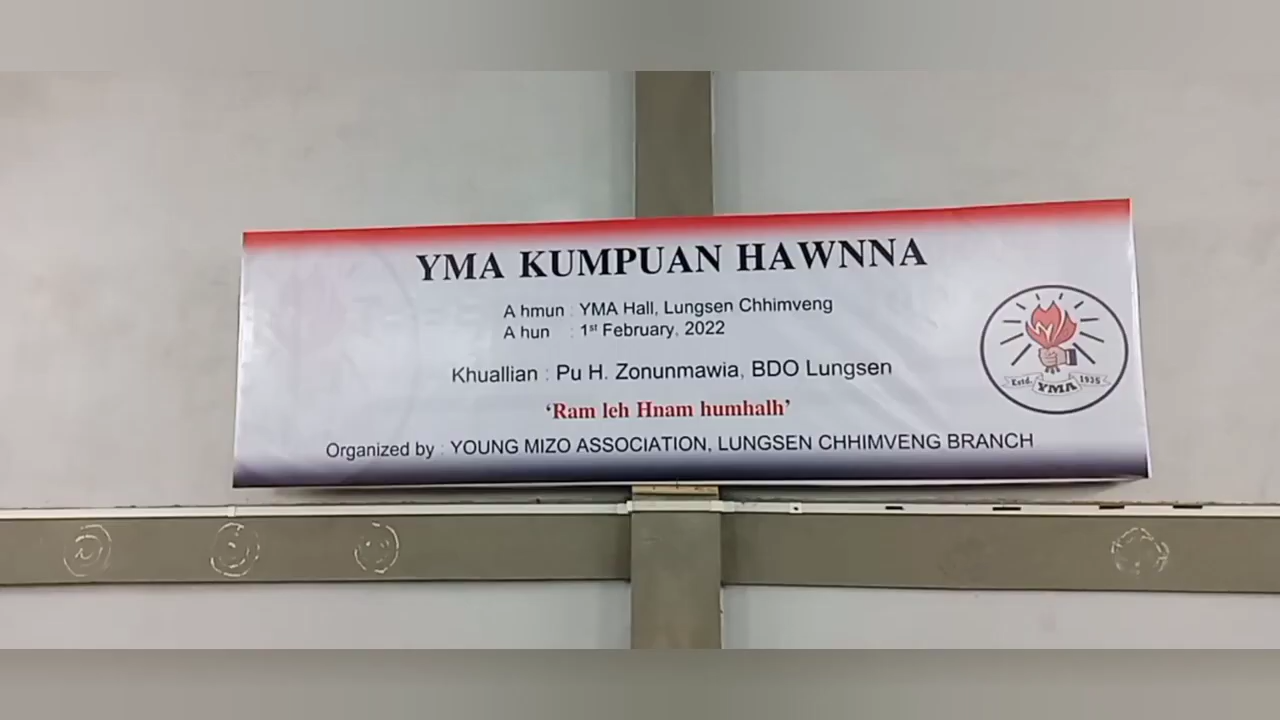 YMA KUMPUAN HAWNNA
A hmun : YMA Hall, Lungsen Chhimveng
A hun : 1st February, 2022
Khuallian : Pu H. Zonunmawia, BDO Lungsen
‘Ram leh Hnam humhalh’
Organized by : YOUNG MIZO ASSOCIATION, LUNGSEN CHHIMVENG BRANCH
Estd. YMA 1935